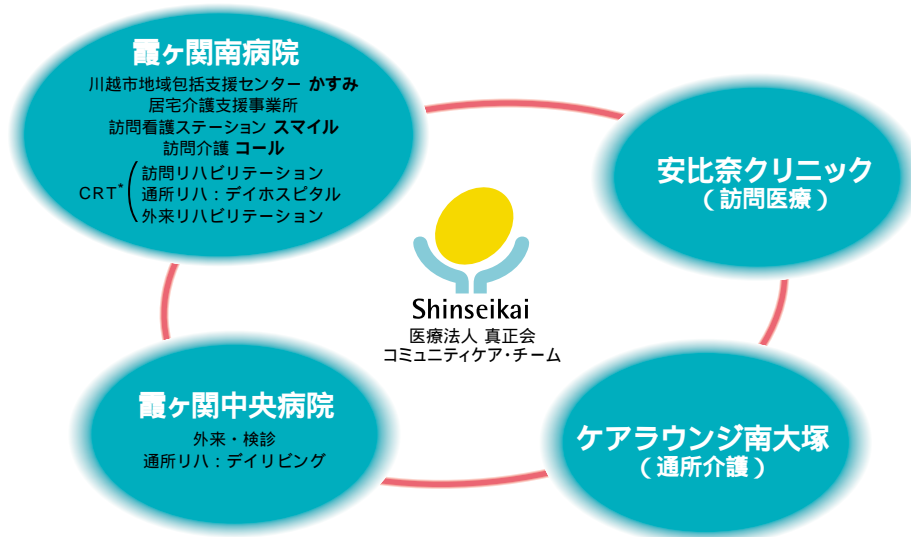 霞ヶ関南病院
川越市地域包括支援センター かすみ
居宅介護支援事業所
訪問看護ステーション スマイル
訪問介護 コール
CRT*
訪問リハビリテーション
通所リハ：デイホスピタル
外来リハビリテーション
安比奈クリニック
（訪問医療）
Shinseikai
医療法人 真正会
コミュニティケア・チーム
霞ヶ関中央病院
外来・検診
通所リハ：デイリビング
ケアラウンジ南大塚
（通所介護）